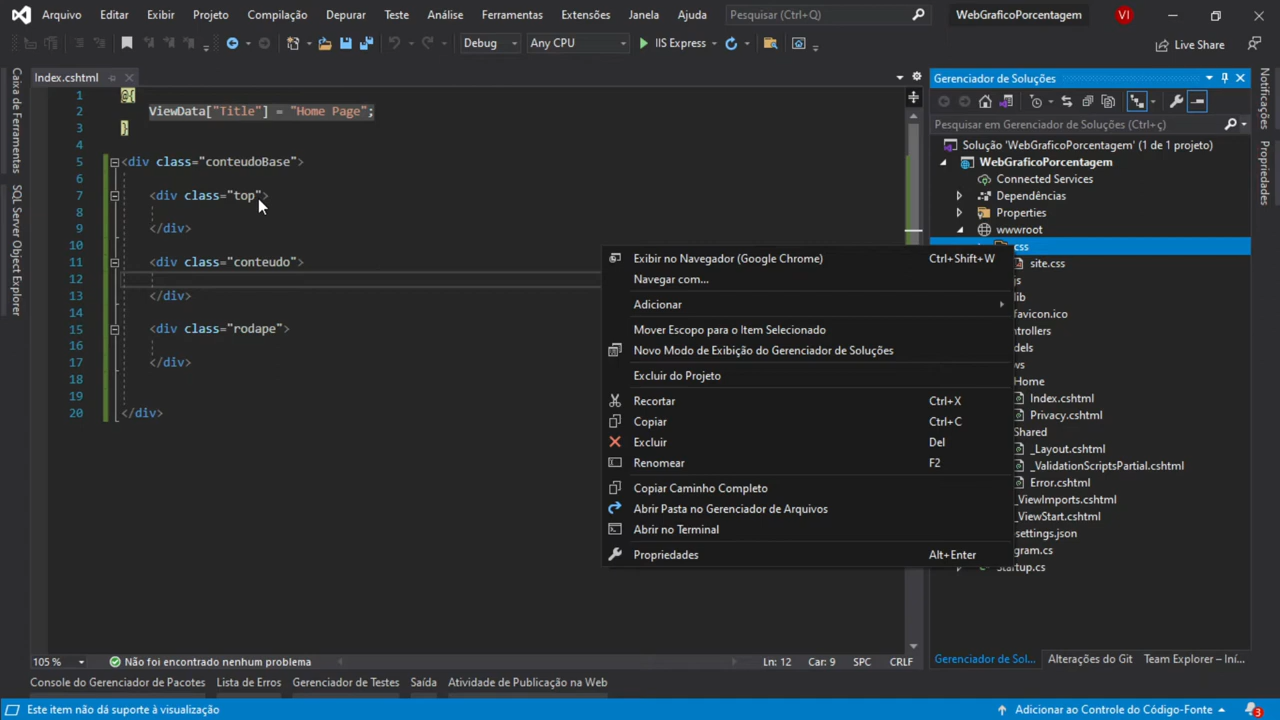 Arquivo Editar Exibir Projeto Compilação Depurar Teste Análise Ferramentas Extensões Janela Ajuda Pesquisar (Ctrl+Q) WebGraficoPorcentagem VI
Debug Any CPU IIS Express Live Share
Caixa de Ferramentas
SQL Server Object Explorer
Index.cshtml
1 @{
2 ViewData["Title"] = "Home Page";
3 }
4
5 <div class="conteudoBase">
6
7 <div class="top">
8
9 </div>
10
11 <div class="conteudo">
12
13 </div>
14
15 <div class="rodape">
16
17 </div>
18
19
20 </div>
Exibir no Navegador (Google Chrome) Ctrl+Shift+W
Navegar com...
Adicionar
Mover Escopo para o Item Selecionado
Novo Modo de Exibição do Gerenciador de Soluções
Excluir do Projeto
Recortar Ctrl+X
Copiar Ctrl+C
Excluir Del
Renomear F2
Copiar Caminho Completo
Abrir Pasta no Gerenciador de Arquivos
Abrir no Terminal
Propriedades Alt+Enter
Gerenciador de Soluções
Pesquisar em Gerenciador de Soluções (Ctrl+ç)
Solução 'WebGraficoPorcentagem' (1 de 1 projeto)
WebGraficoPorcentagem
Connected Services
Dependências
Properties
wwwroot
css
site.css
js
lib
favicon.ico
ntrollers
dels
ws
Home
Index.cshtml
Privacy.cshtml
Shared
_Layout.cshtml
_ValidationScriptsPartial.cshtml
Error.cshtml
_ViewImports.cshtml
_ViewStart.cshtml
settings.json
gram.cs
Startup.cs
Notificações
Propriedades
105 % Não foi encontrado nenhum problema Ln: 12 Car: 9 SPC CRLF
Gerenciador de Sol... Alterações do Git Team Explorer – Iní...
Console do Gerenciador de Pacotes Lista de Erros Gerenciador de Testes Saída Atividade de Publicação na Web
Este item não dá suporte à visualização Adicionar ao Controle do Código-Fonte 3